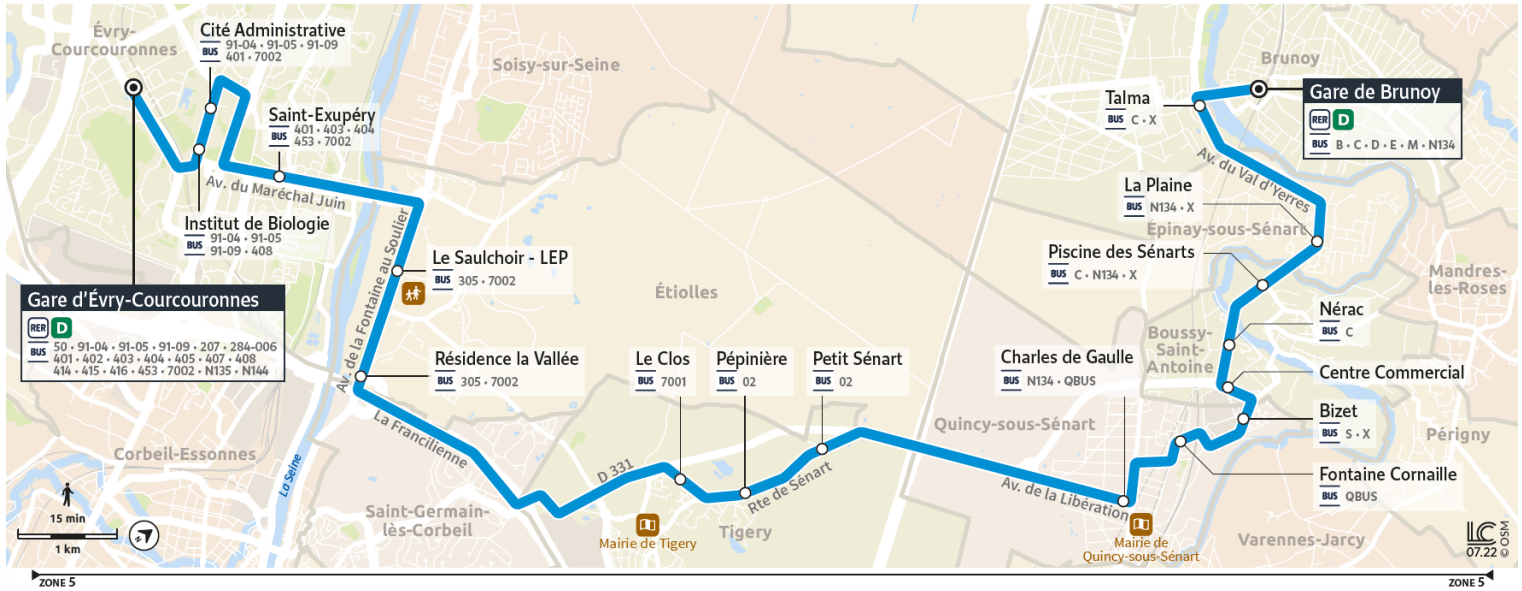 Évry-
Courcouronnes
Cité Administrative
BUS 91-04 • 91-05 • 91-09
401 • 7002
Saint-Exupéry
BUS 401 • 403 • 404
453 • 7002
Av. du Maréchal Juin
Institut de Biologie
BUS 91-04 • 91-05
91-09 • 408
Gare d'Évry-Courcouronnes
RER D
BUS 50 • 91-04 • 91-05 • 91-09 • 207 • 284-006
401 • 402 • 403 • 404 • 405 • 407 • 408
414 • 415 • 416 • 453 • 7002 • N135 • N144
Soisy-sur-Seine
Av. de la Fontaine au Soulier
Le Saulchoir - LEP
BUS 305 • 7002
Résidence la Vallée
BUS 305 • 7002
La Francilienne
Étiolles
Le Clos
BUS 7001
Pépinière
BUS 02
Petit Sénart
BUS 02
D 331
Rte de Sénart
Mairie de Tigery
Tigery
Corbeil-Essonnes
La Seine
Saint-Germain-
lès-Corbeil
15 min
1 km
Quincy-sous-Sénart
Charles de Gaulle
BUS N134 • QBUS
Av. de la Libération
Mairie de
Quincy-sous-Sénart
Talma
BUS C • X
Brunoy
Gare de Brunoy
RER D
BUS B • C • D • E • M • N134
Av. du Val d'Yerres
La Plaine
BUS N134 • X
Épinay-sous-Sénart
Piscine des Sénarts
BUS C • N134 • X
Mandres-
les-Roses
Boussy-
Saint-
Antoine
Nérac
BUS C
Centre Commercial
Bizet
BUS S • X
Périgny
Fontaine Cornaille
BUS QBUS
Varennes-Jarcy
LC
07.22
© OSM
ZONE 5
ZONE 5